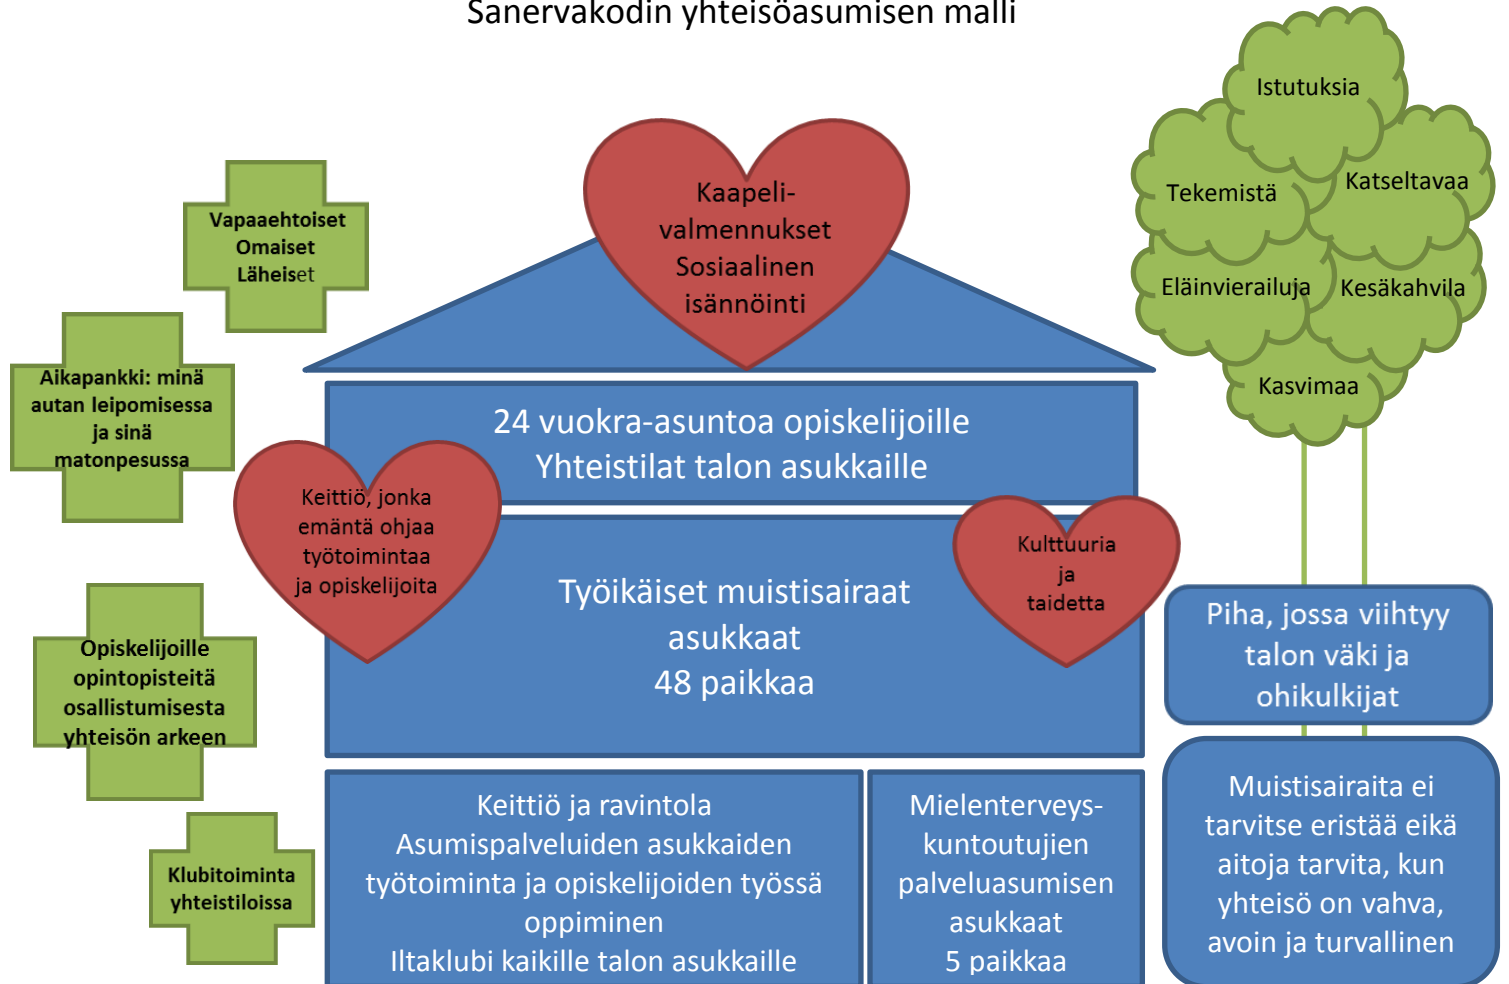 Sanervakodin yhteisöasumisen malli
Vapaaehtoiset
Omaiset
Läheiset
Aikapankki: minä
autan leipomisessa
ja sinä
matonpesussa
Opiskelijoille
opintopisteitä
osallistumisesta
yhteisön arkeen
Klubitoiminta
yhteistiloissa
Kaapeli-
valmennukset
Sosiaalinen
isännöinti
24 vuokra-asuntoa opiskelijoille
Yhteistilat talon asukkaille
Keittiö, jonka
emäntä ohjaa
työtoimintaa
ja opiskelijoita
Työikäiset muistisairaat
asukkaat
48 paikkaa
Kulttuuria
ja
taidetta
Keittiö ja ravintola
Asumispalveluiden asukkaiden
työtoiminta ja opiskelijoiden työssä
oppiminen
Iltaklubi kaikille talon asukkaille
Mielenterveys-
kuntoutujien
palveluasumisen
asukkaat
5 paikkaa
Istutuksia
Tekemistä
Katseltavaa
Eläinvierailuja
Kesäkahvila
Kasvimaa
Piha, jossa viihtyy
talon väki ja
ohikulkijat
Muistisairaita ei
tarvitse eristää eikä
aitoja tarvita, kun
yhteisö on vahva,
avoin ja turvallinen